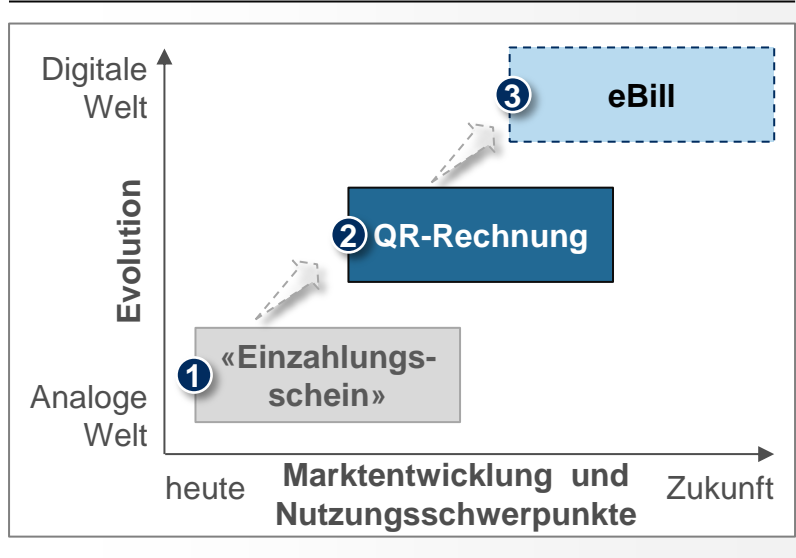 Digitale
Welt
3
eBill
2
QR-Rechnung
Evolution
1
«Einzahlungs-
schein»
Analoge
Welt
heute
Marktentwicklung und
Nutzungsschwerpunkte
Zukunft